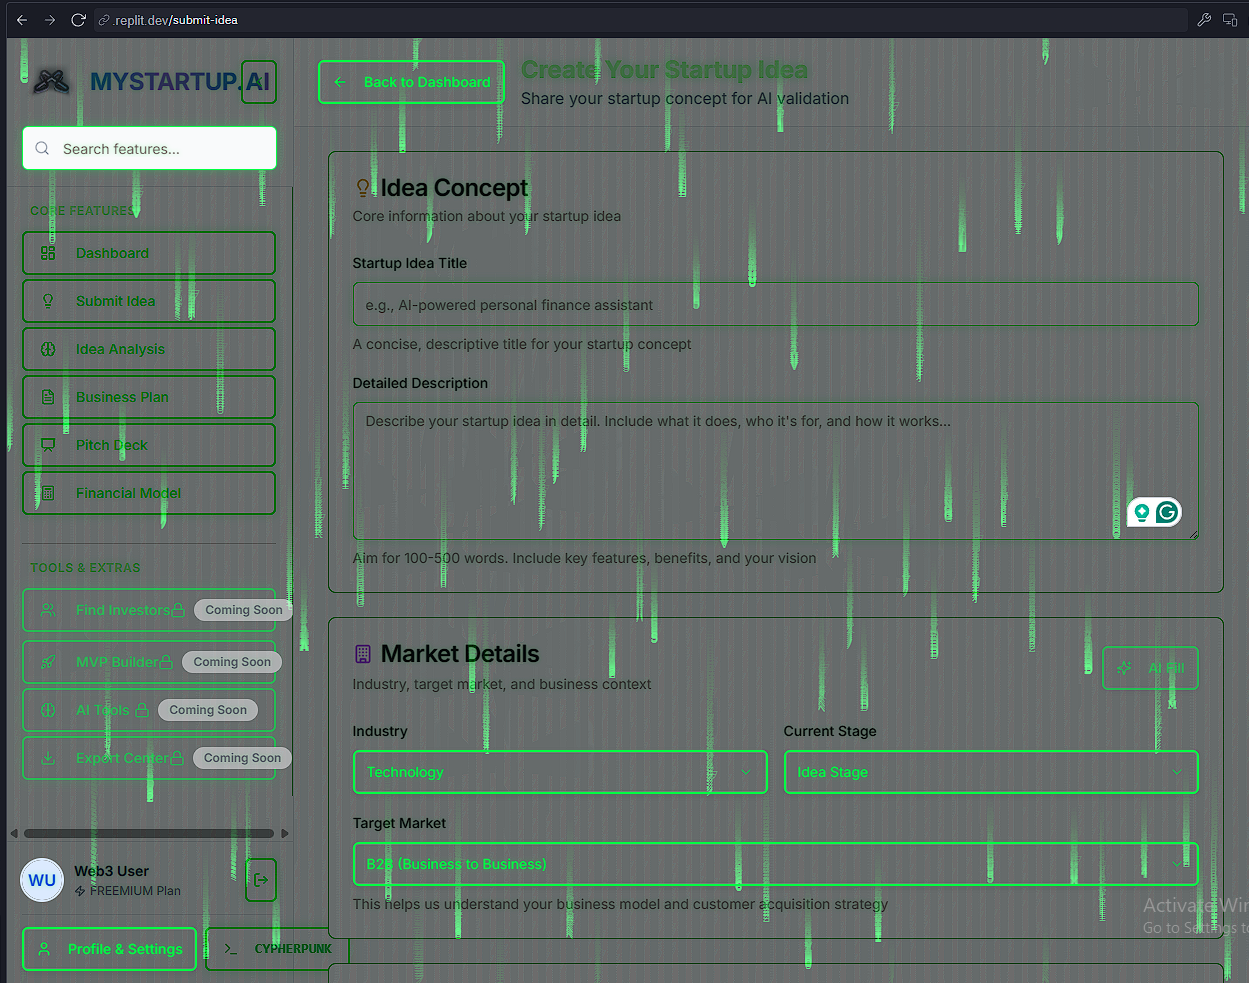 .replit.dev/submit-idea
MYSTARTUP.AI
Search features...
CORE FEATURES
Dashboard
Submit Idea
Idea Analysis
Business Plan
Pitch Deck
Financial Model
TOOLS & EXTRAS
Find Investors Coming Soon
MVP Builder Coming Soon
AI Tools Coming Soon
Export Center Coming Soon
WU
Web3 User
FREEMIUM Plan
Profile & Settings
>_ CYPHERPUNK
Back to Dashboard
Create Your Startup Idea
Share your startup concept for AI validation
Idea Concept
Core information about your startup idea
Startup Idea Title
e.g., AI-powered personal finance assistant
A concise, descriptive title for your startup concept
Detailed Description
Describe your startup idea in detail. Include what it does, who it's for, and how it works...
Aim for 100-500 words. Include key features, benefits, and your vision
Market Details
Industry, target market, and business context
AI Fill
Industry
Technology
Current Stage
Idea Stage
Target Market
B2B (Business to Business)
This helps us understand your business model and customer acquisition strategy
Activate Win
Go to Settings to